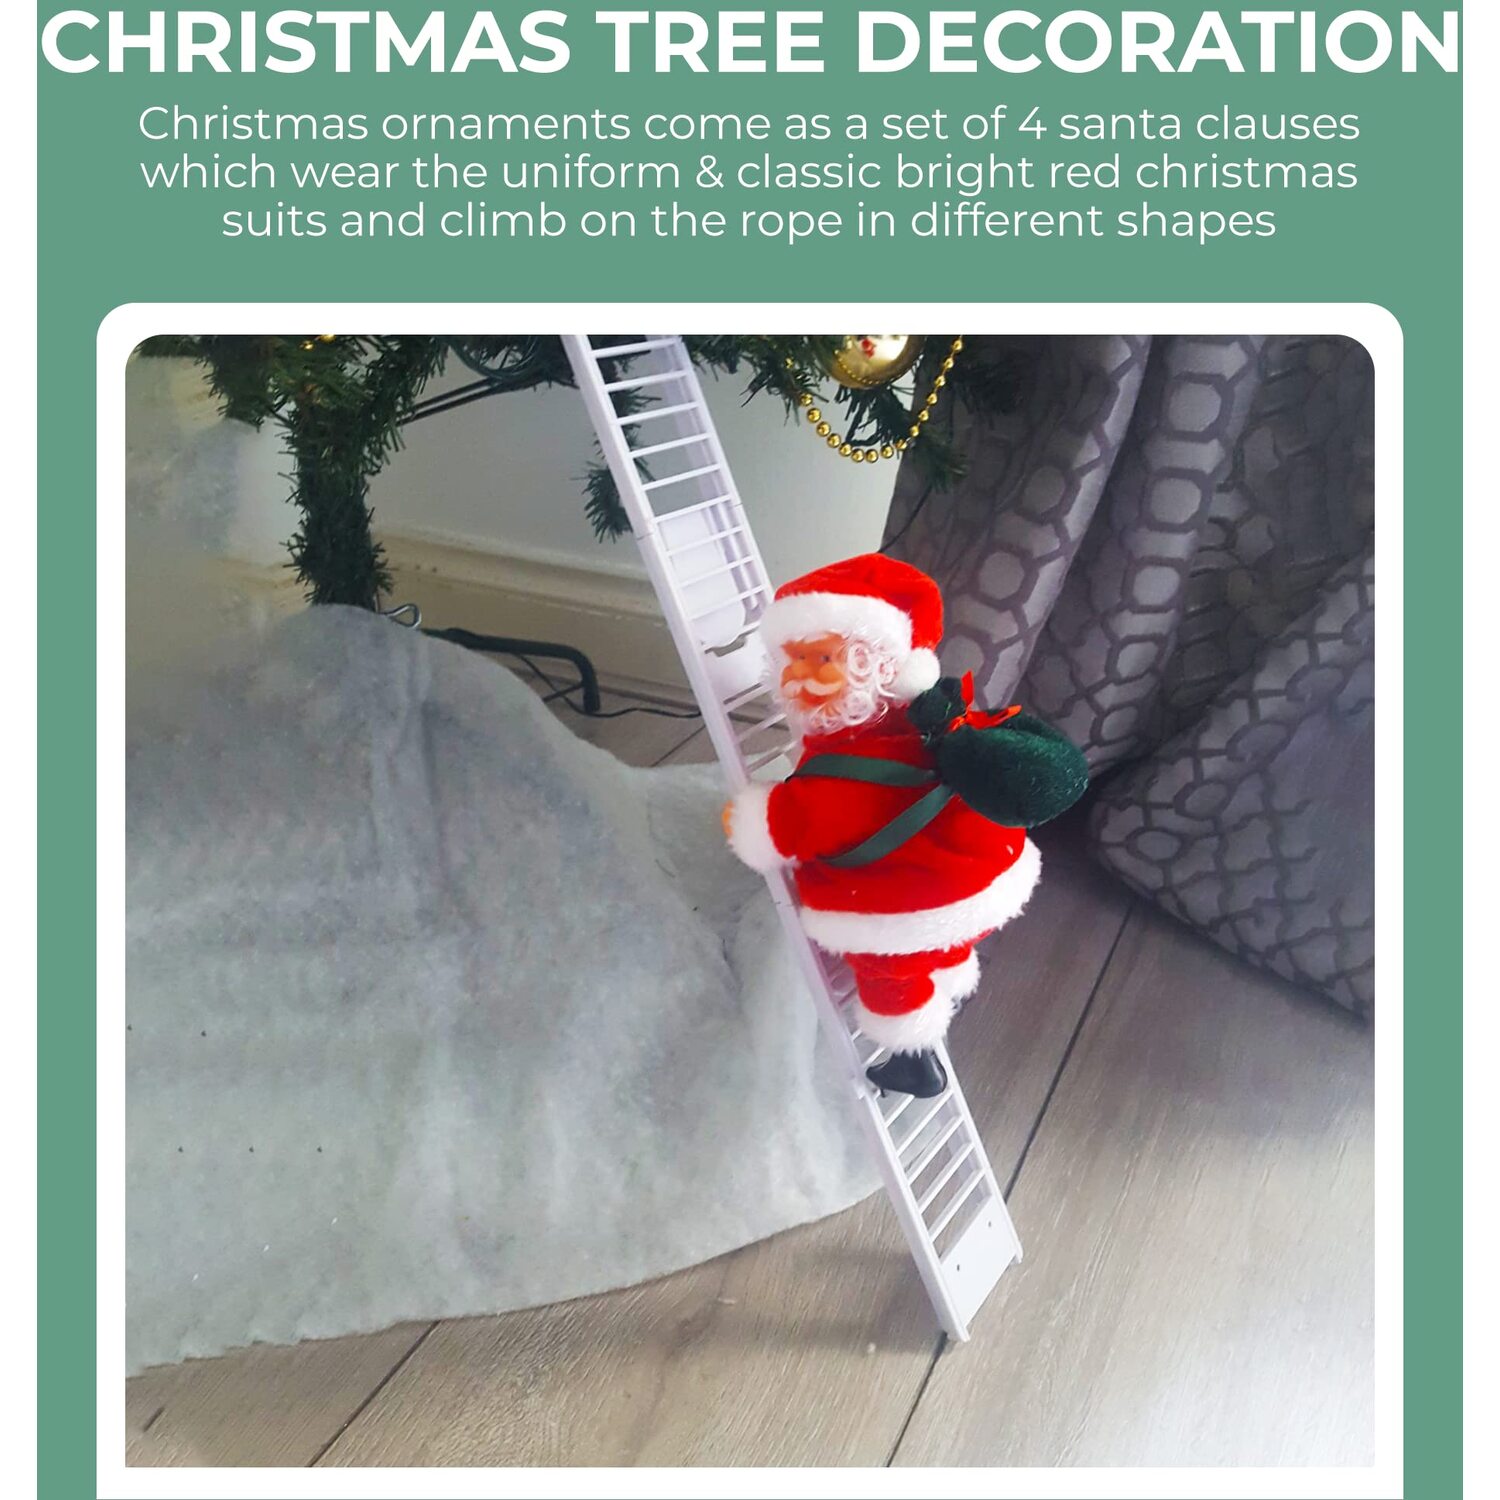 CHRISTMAS TREE DECORATION
Christmas ornaments come as a set of 4 santa clauses
which wear the uniform & classic bright red christmas
suits and climb on the rope in different shapes